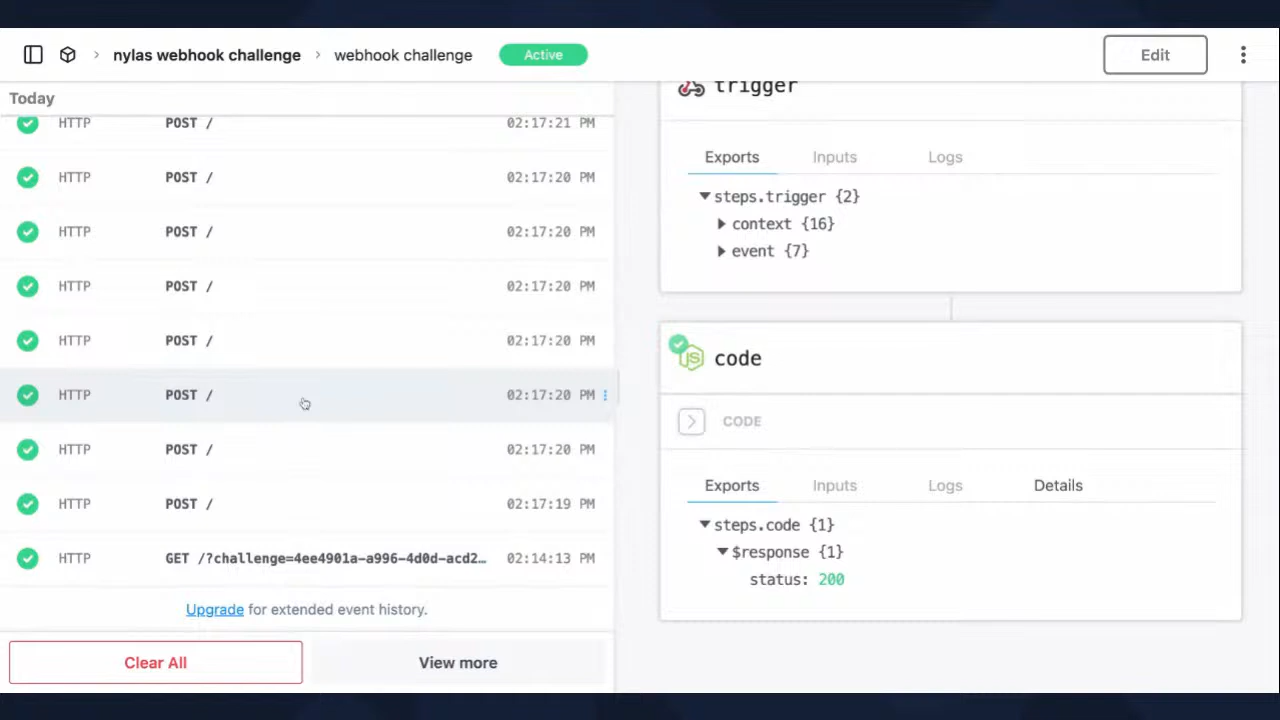 nylas webhook challenge > webhook challenge Active Edit
Today
HTTP POST / 02:17:21 PM
HTTP POST / 02:17:20 PM
HTTP POST / 02:17:20 PM
HTTP POST / 02:17:20 PM
HTTP POST / 02:17:20 PM
HTTP POST / 02:17:20 PM
HTTP POST / 02:17:20 PM
HTTP POST / 02:17:19 PM
HTTP GET /?challenge=4ee4901a-a996-4d0d-acd2… 02:14:13 PM
Upgrade for extended event history.
Clear All View more
trigger
Exports Inputs Logs
steps.trigger {2}
context {16}
event {7}
JS code
CODE
Exports Inputs Logs Details
steps.code {1}
$response {1}
status: 200